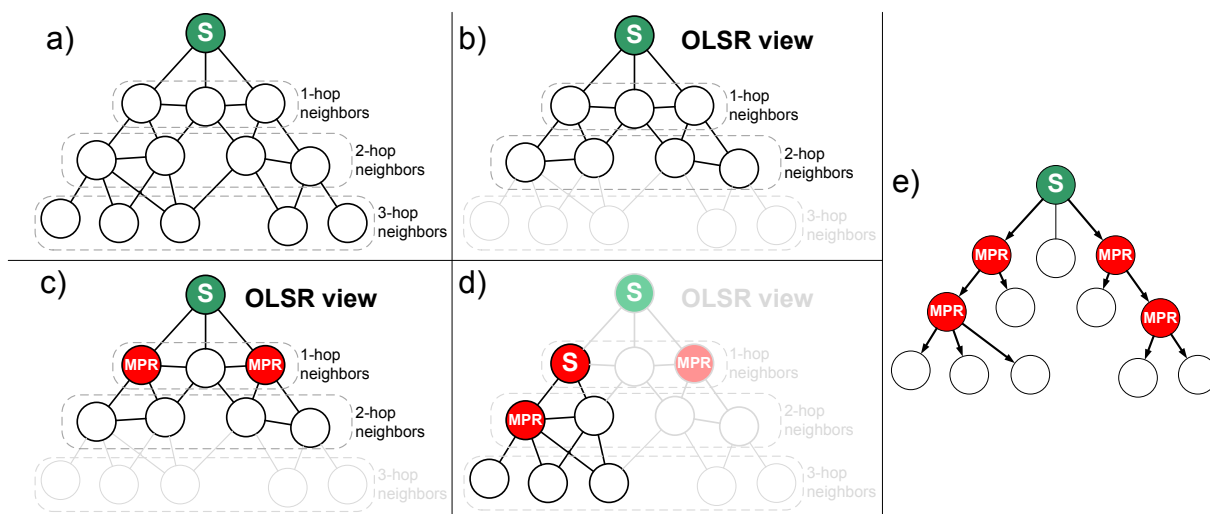 a)
S
1-hop
neighbors
2-hop
neighbors
3-hop
neighbors
b)
S
OLSR view
1-hop
neighbors
2-hop
neighbors
3-hop
neighbors
c)
S
OLSR view
MPR
MPR
1-hop
neighbors
2-hop
neighbors
3-hop
neighbors
d)
S
OLSR view
S
MPR
1-hop
neighbors
MPR
2-hop
neighbors
3-hop
neighbors
e)
S
MPR
MPR
MPR
MPR